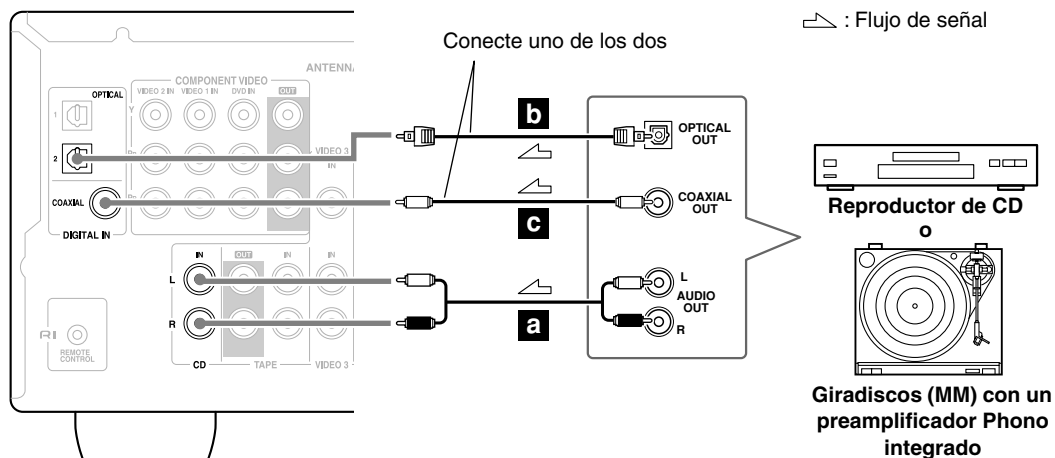 : Flujo de señal
Conecte uno de los dos
ANTENNA
COMPONENT VIDEO
VIDEO 2 IN VIDEO 1 IN DVD IN OUT
OPTICAL
1
Y
2
VIDEO 3
IN
COAXIAL
DIGITAL IN
b
OPTICAL
OUT
c
COAXIAL
OUT
IN OUT IN IN
L
R
CD TAPE VIDEO 3
RI
REMOTE
CONTROL
a
L
AUDIO
OUT
R
Reproductor de CD
o
Giradiscos (MM) con un
preamplificador Phono
integrado